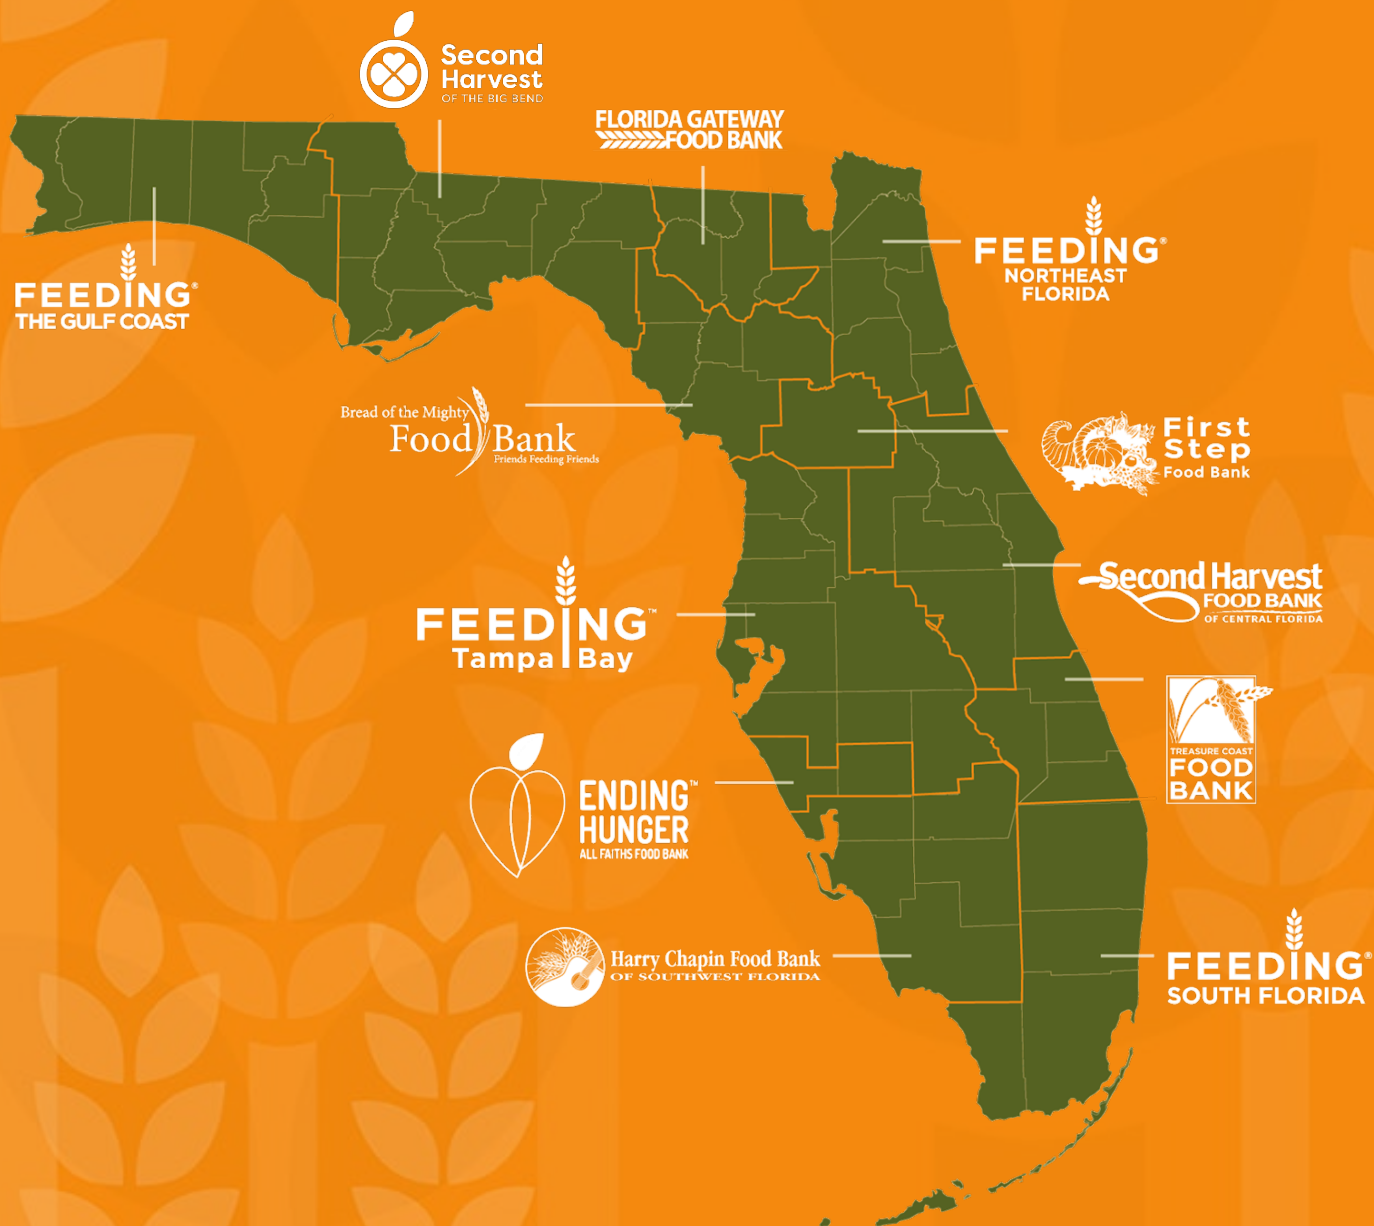 Second
Harvest
OF THE BIG BEND
FLORIDA GATEWAY
FOOD BANK
FEEDING®
NORTHEAST
FLORIDA
FEEDING®
THE GULF COAST
Bread of the Mighty
Food Bank
Friends Feeding Friends
First
Step
Food Bank
Second Harvest
FOOD BANK
OF CENTRAL FLORIDA
FEEDING™
Tampa Bay
TREASURE COAST
FOOD
BANK
ENDING™
HUNGER
ALL FAITHS FOOD BANK
Harry Chapin Food Bank
OF SOUTHWEST FLORIDA
FEEDING®
SOUTH FLORIDA